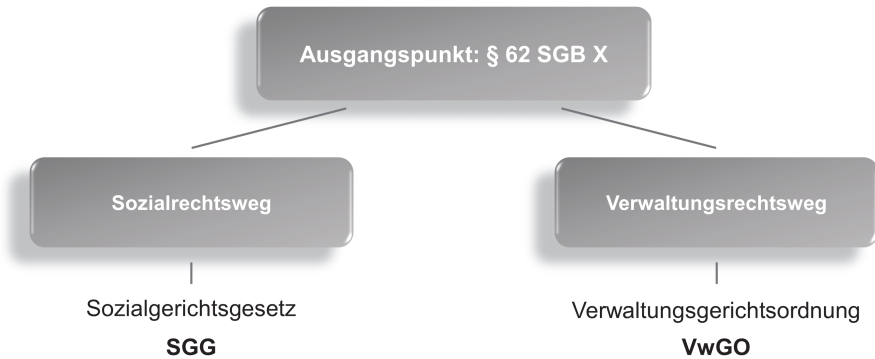 Ausgangspunkt: § 62 SGB X
Sozialrechtsweg
Verwaltungsrechtsweg
Sozialgerichtsgesetz
SGG
Verwaltungsgerichtsordnung
VwGO